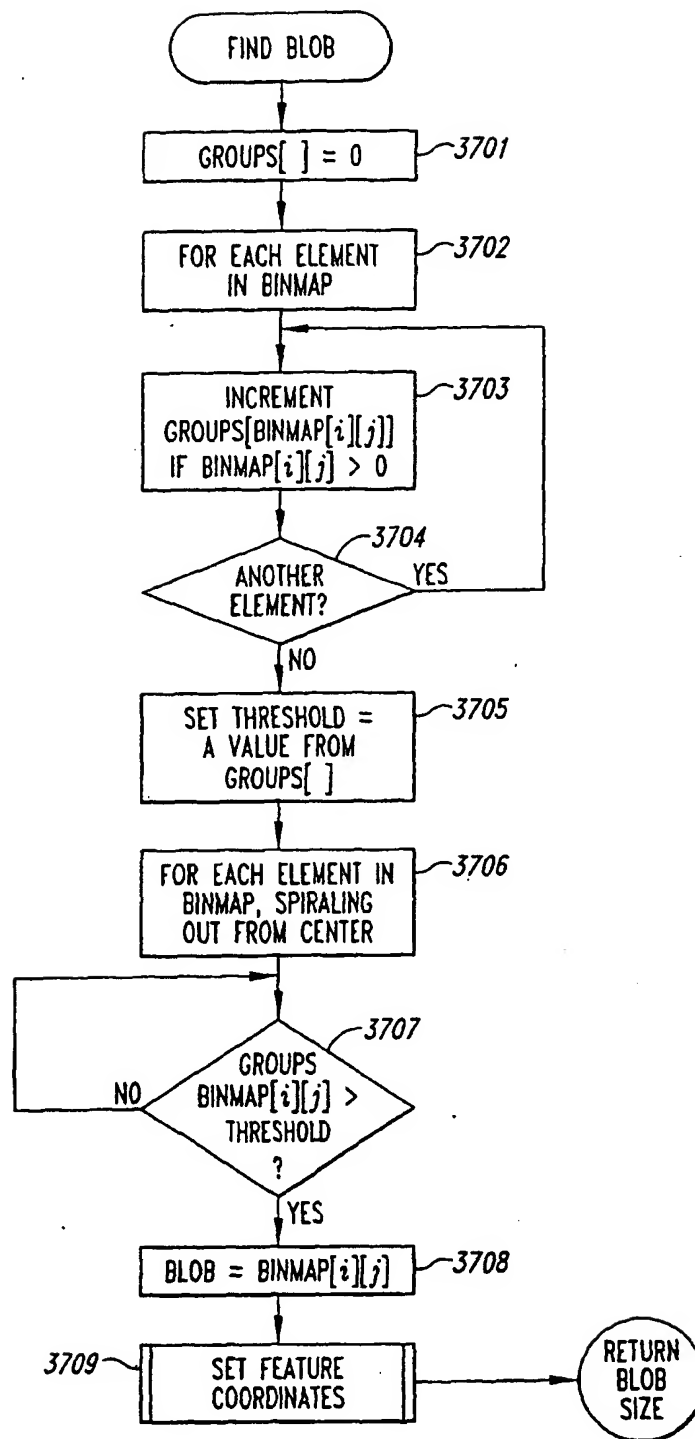 FIND BLOB
GROUPS[ ] = 0
3701
FOR EACH ELEMENT
IN BINMAP
3702
INCREMENT
GROUPS[BINMAP[i][j]]
IF BINMAP[i][j] > 0
3703
ANOTHER
ELEMENT?
3704
YES
NO
SET THRESHOLD =
A VALUE FROM
GROUPS[ ]
3705
FOR EACH ELEMENT IN
BINMAP, SPIRALING
OUT FROM CENTER
3706
GROUPS
BINMAP[i][j] >
THRESHOLD
?
3707
NO
YES
BLOB = BINMAP[i][j]
3708
3709
SET FEATURE
COORDINATES
RETURN
BLOB
SIZE